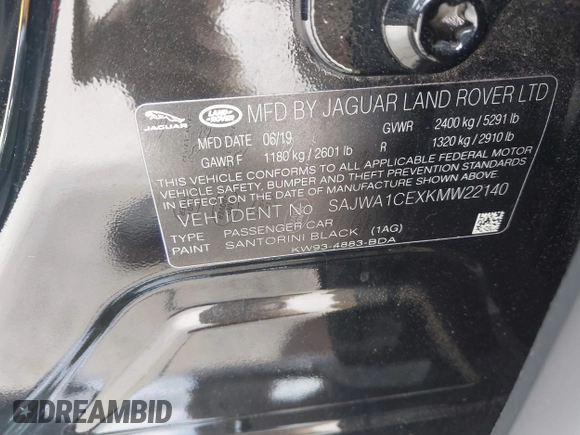 JAGUAR LAND ROVER MFD BY JAGUAR LAND ROVER LTD
MFD DATE 06/19 GVWR 2400 kg / 5291 lb
GAWR F 1180 kg / 2601 lb R 1320 kg / 2910 lb
THIS VEHICLE CONFORMS TO ALL APPLICABLE FEDERAL MOTOR
VEHICLE SAFETY, BUMPER AND THEFT PREVENTION STANDARDS
IN EFFECT ON THE DATE OF MANUFACTURE SHOWN ABOVE
VEH IDENT No SAJWA1CEXKMW22140
TYPE PASSENGER CAR
PAINT SANTORINI BLACK (1AG)
KW93-4883-BDA
DREAMBID